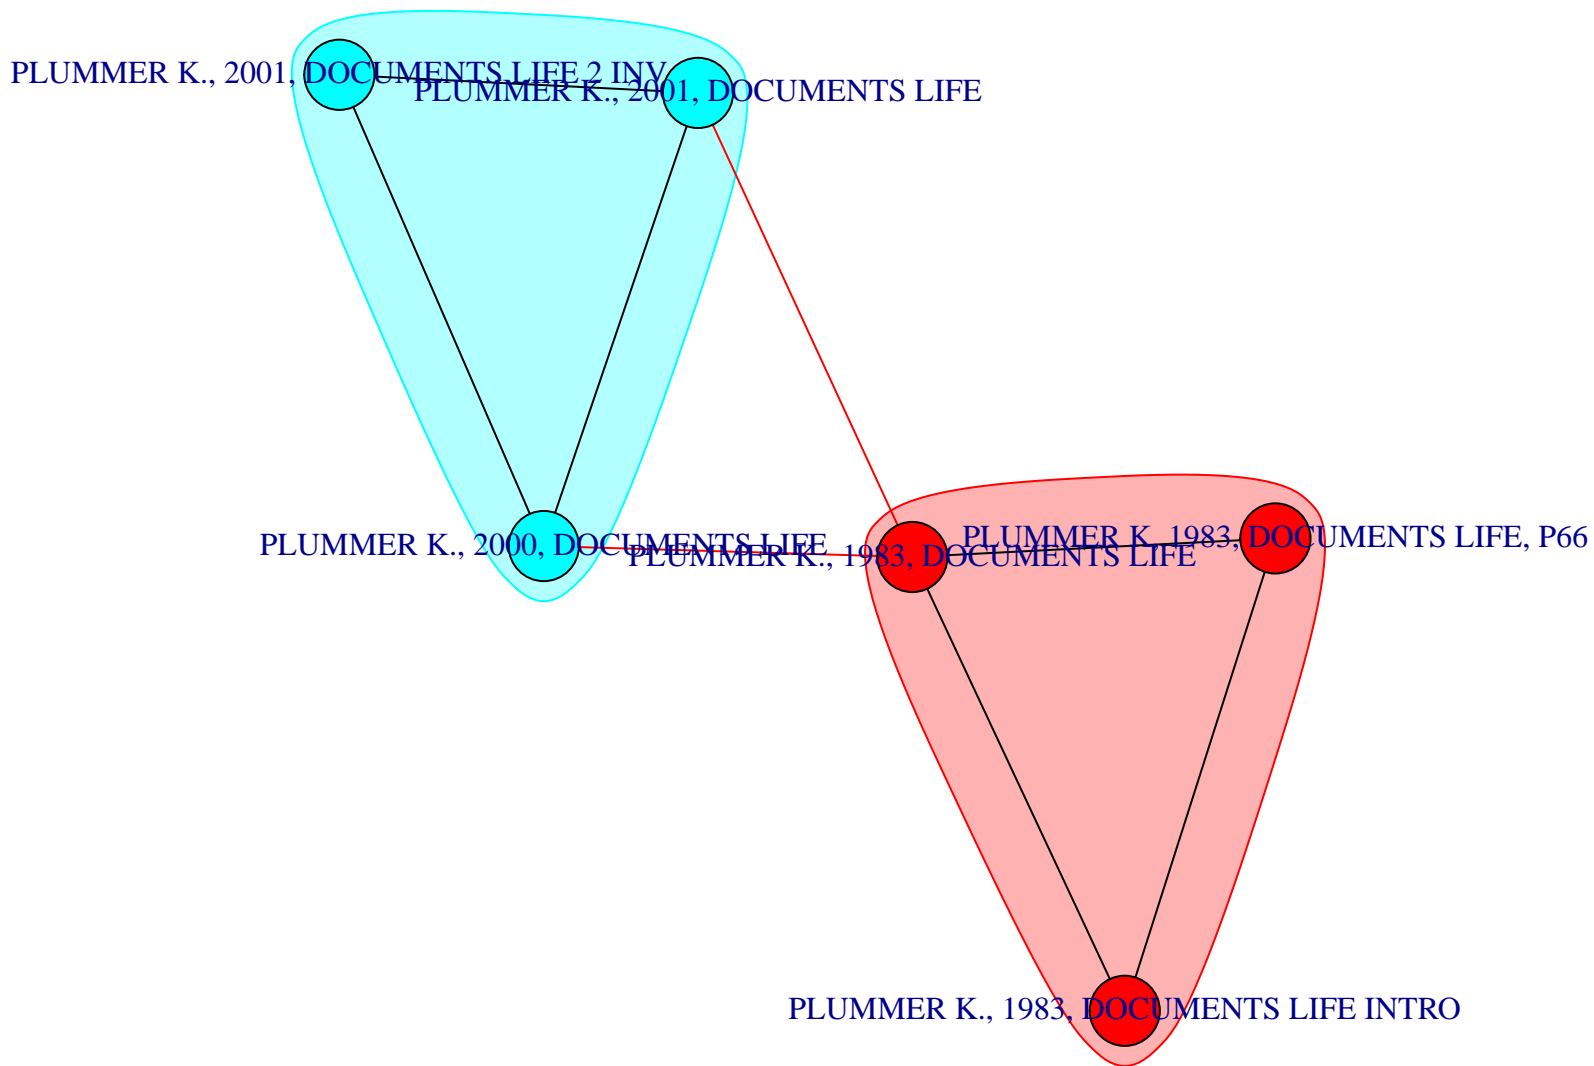 PLUMMER K., 2001, DOCUMENTS LIFE 2 INV
PLUMMER K., 2001, DOCUMENTS LIFE
PLUMMER K., 2000, DOCUMENTS LIFE
PLUMMER K., 1983, DOCUMENTS LIFE
PLUMMER K, 1983, DOCUMENTS LIFE, P66
PLUMMER K., 1983, DOCUMENTS LIFE INTRO